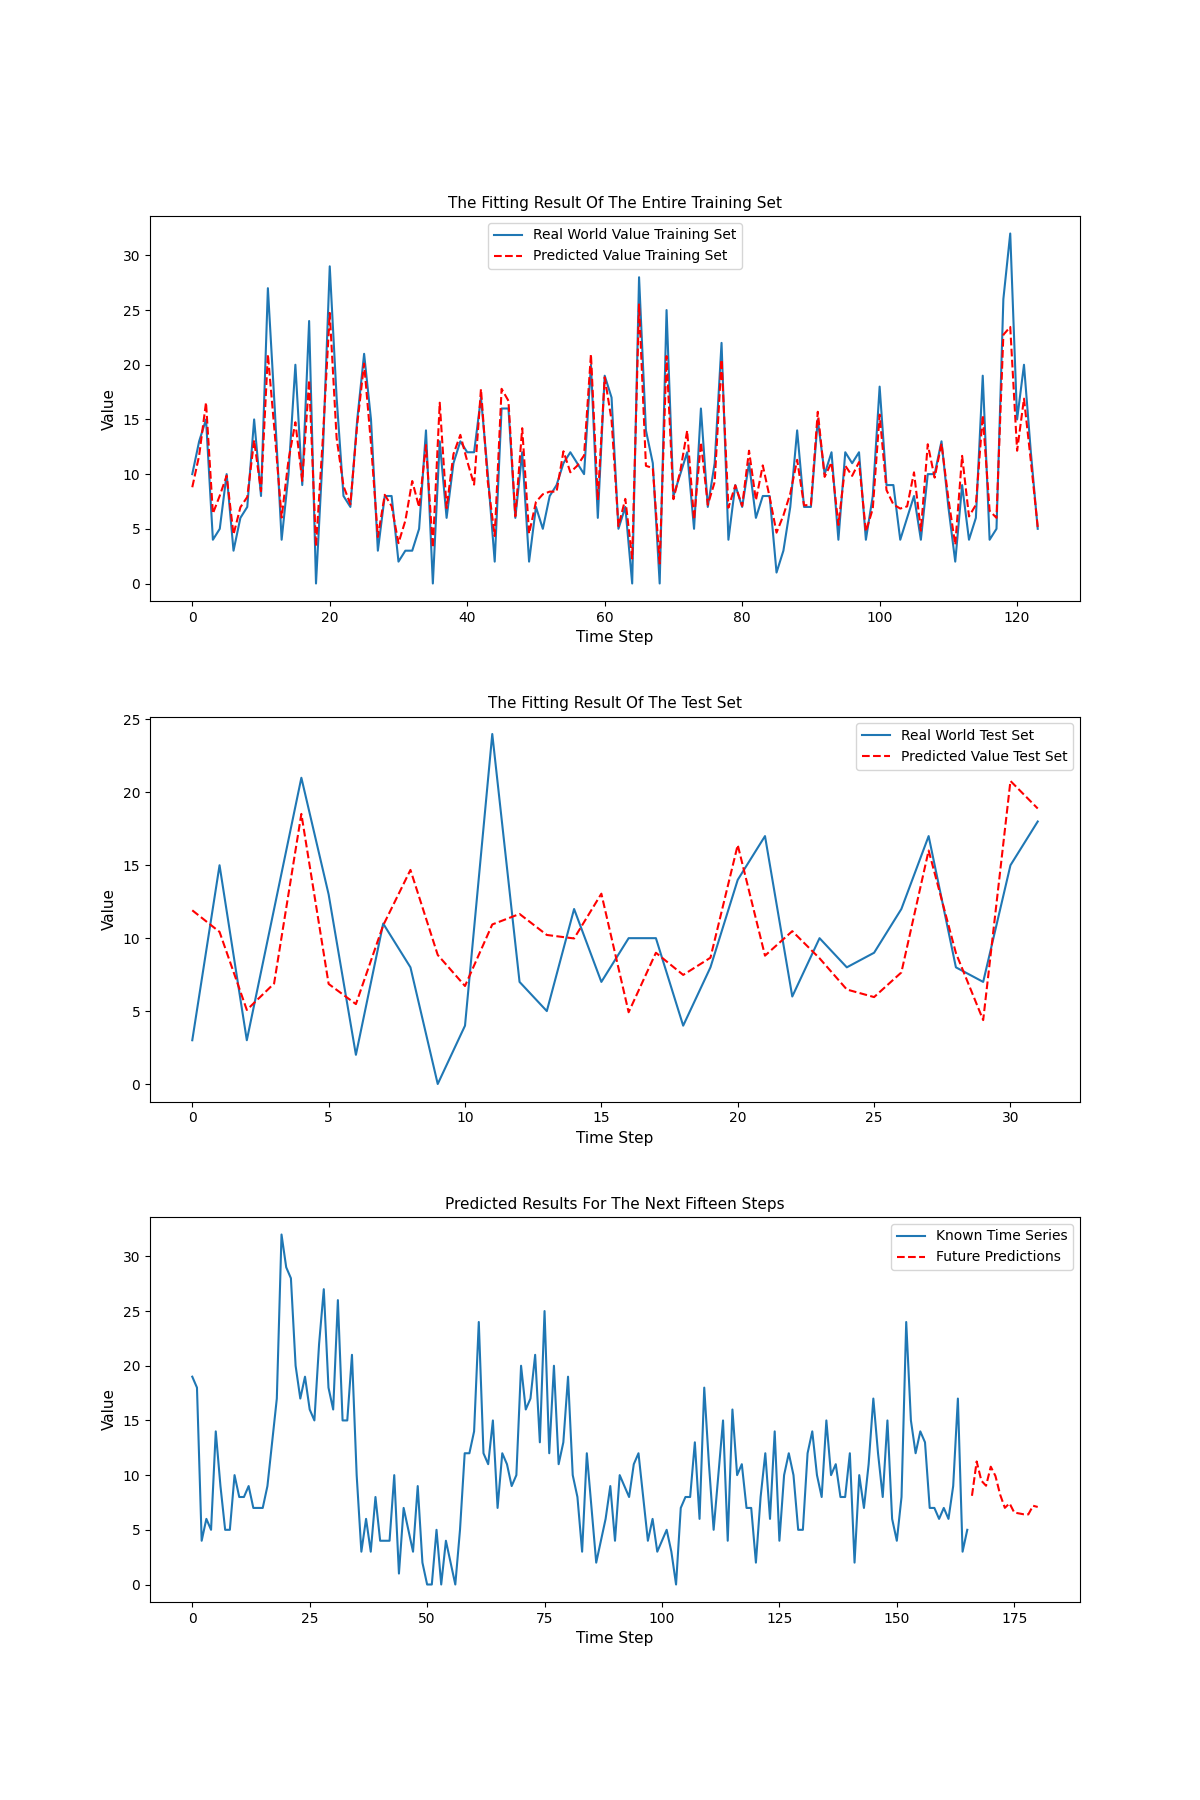 The Fitting Result Of The Entire Training Set
Real World Value Training Set
Predicted Value Training Set
Value
30
25
20
15
10
5
0
0 20 40 60 80 100 120
Time Step
The Fitting Result Of The Test Set
Real World Test Set
Predicted Value Test Set
Value
25
20
15
10
5
0
0 5 10 15 20 25 30
Time Step
Predicted Results For The Next Fifteen Steps
Known Time Series
Future Predictions
Value
30
25
20
15
10
5
0
0 25 50 75 100 125 150 175
Time Step